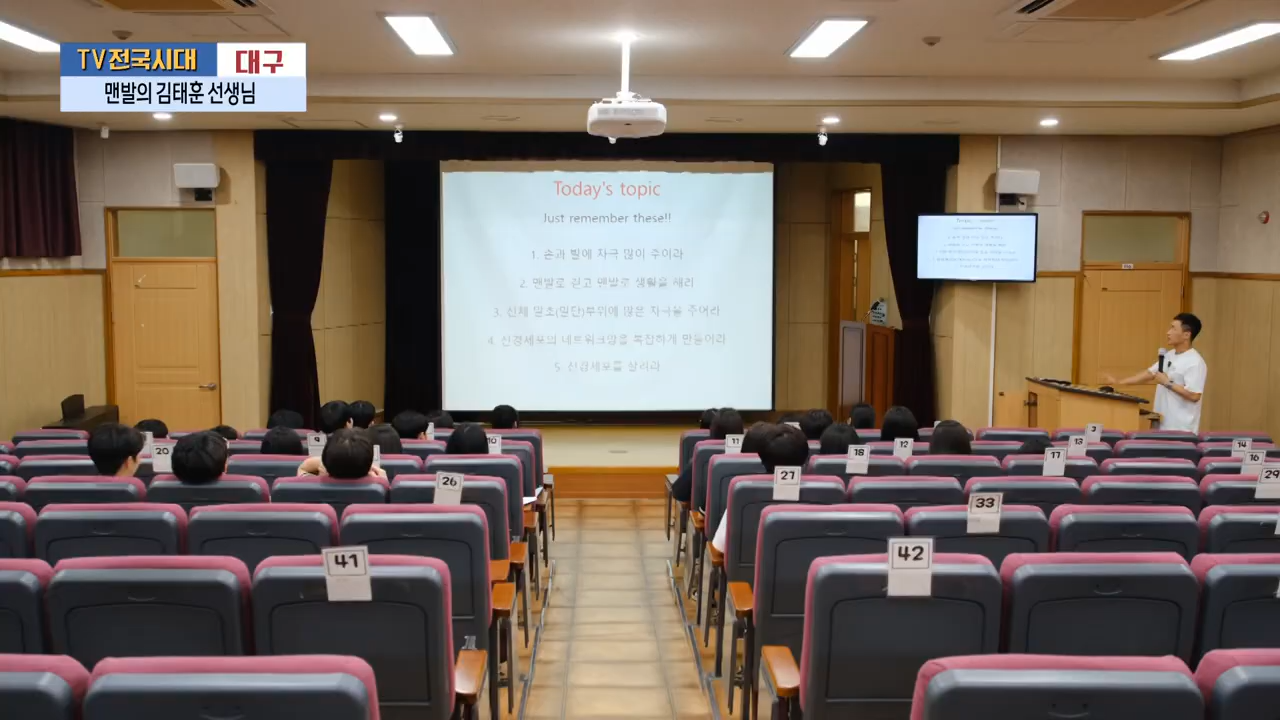 TV전국시대 대구
맨발의 김태훈 선생님
Today's topic
Just remember these!!
1. 손과 발에 자극 많이 주어라
2. 맨발로 걷고 맨발로 생활을 해라
3. 신체 말초(말단)부위에 많은 자극을 주어라
4. 신경세포의 네트워크망을 복잡하게 만들어라
5. 신경세포를 살려라
20
9
10
11
18
12
17
13
3
14
16
29
26
27
33
41
42